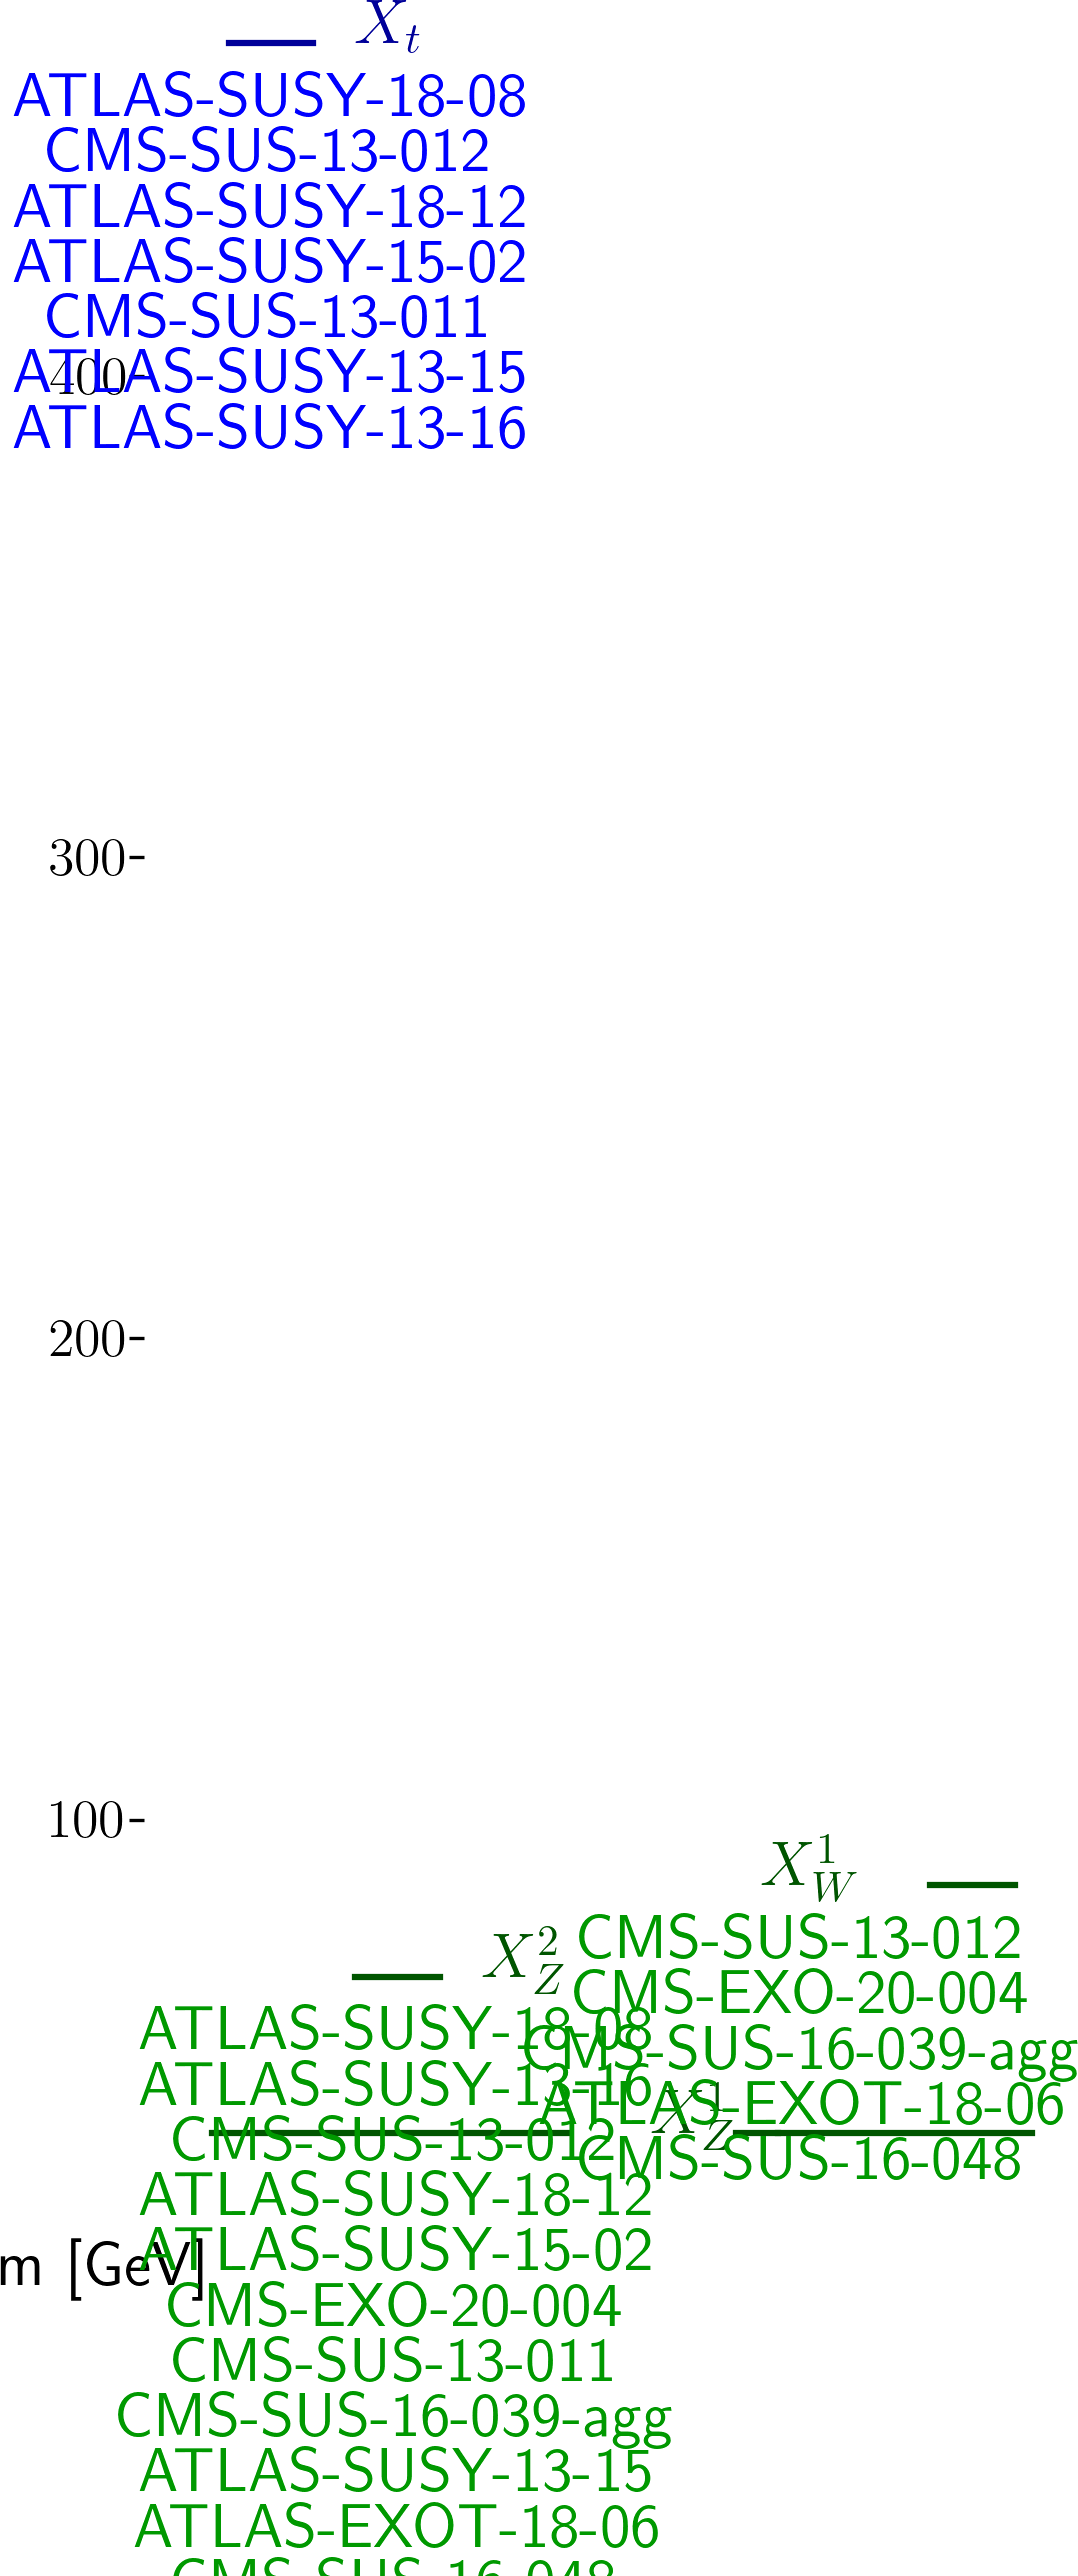 X_t
ATLAS-SUSY-18-08
CMS-SUS-13-012
ATLAS-SUSY-18-12
ATLAS-SUSY-15-02
CMS-SUS-13-011
400
ATLAS-SUSY-13-15
ATLAS-SUSY-13-16
300
200
100
X_W^1
CMS-SUS-13-012
CMS-EXO-20-004
CMS-SUS-16-039-agg
ATLAS-EXOT-18-06
CMS-SUS-16-048
X_Z^2
ATLAS-SUSY-18-08
ATLAS-SUSY-13-16
X_Z^1
CMS-SUS-13-012
ATLAS-SUSY-18-12
ATLAS-SUSY-15-02
m [GeV]
CMS-EXO-20-004
CMS-SUS-13-011
CMS-SUS-16-039-agg
ATLAS-SUSY-13-15
ATLAS-EXOT-18-06
CMS-SUS-16-048